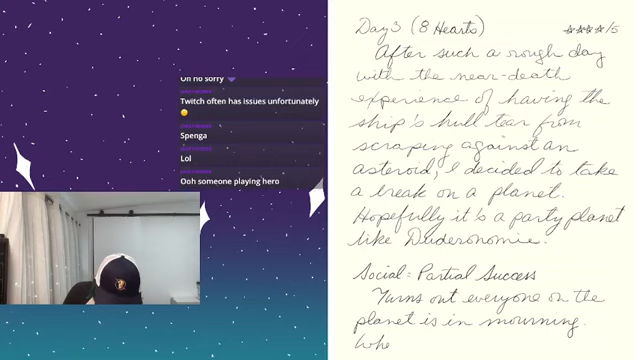 Oh no sorry 💜
Twitch often has issues unfortunately
😕
Spenga
Lol
Ooh someone playing hero
Day 3 (8 Hearts) ☆☆☆☆/5
After such a rough day
with the near-death
experience of having the
ship's hull tear from
scraping against an
asteroid, I decided to take
a break on a planet.
Hopefully it's a party planet
like Duderonomie.
Social = Partial Success
Turns out everyone on the
planet is in mourning.
Whe